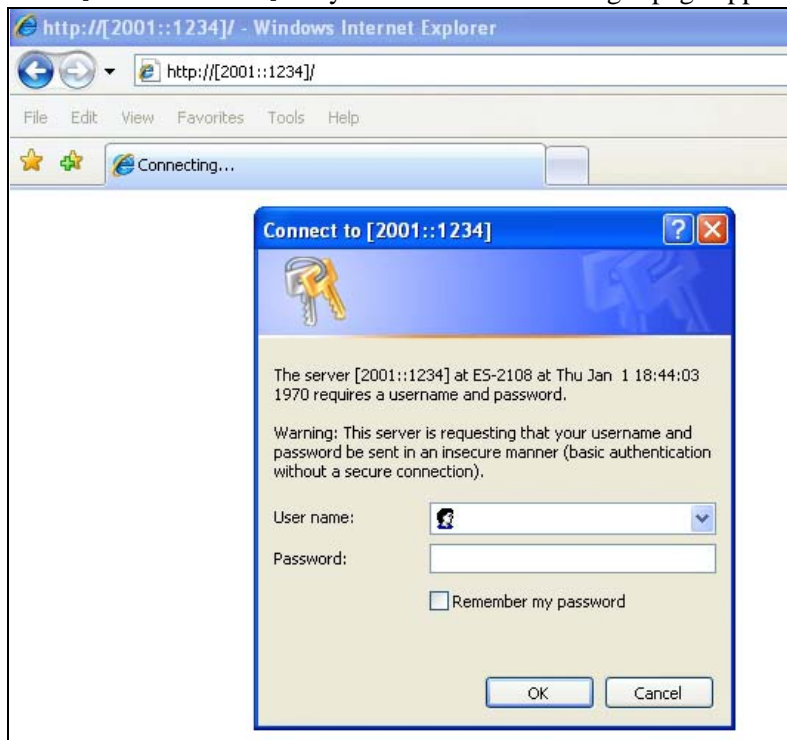 http://[2001::1234]/ - Windows Internet Explorer
http://[2001::1234]/
File Edit View Favorites Tools Help
Connecting...
Connect to [2001::1234]
The server [2001::1234] at ES-2108 at Thu Jan 1 18:44:03
1970 requires a username and password.
Warning: This server is requesting that your username and
password be sent in an insecure manner (basic authentication
without a secure connection).
User name:
Password:
Remember my password
OK Cancel